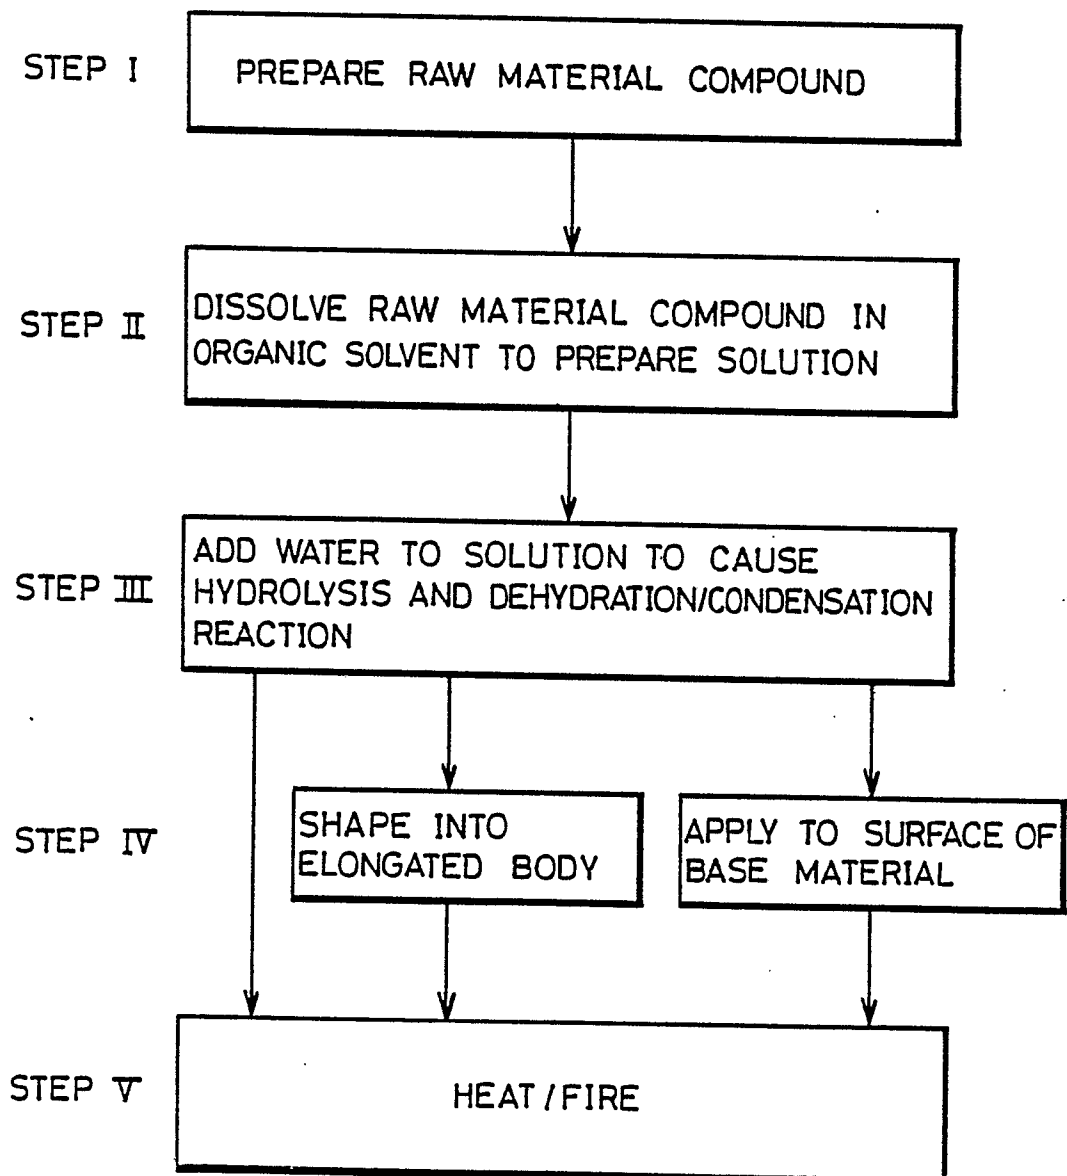 STEP I
PREPARE RAW MATERIAL COMPOUND
STEP II
DISSOLVE RAW MATERIAL COMPOUND IN
ORGANIC SOLVENT TO PREPARE SOLUTION
STEP III
ADD WATER TO SOLUTION TO CAUSE
HYDROLYSIS AND DEHYDRATION/CONDENSATION
REACTION
STEP IV
SHAPE INTO
ELONGATED BODY
APPLY TO SURFACE OF
BASE MATERIAL
STEP V
HEAT/FIRE